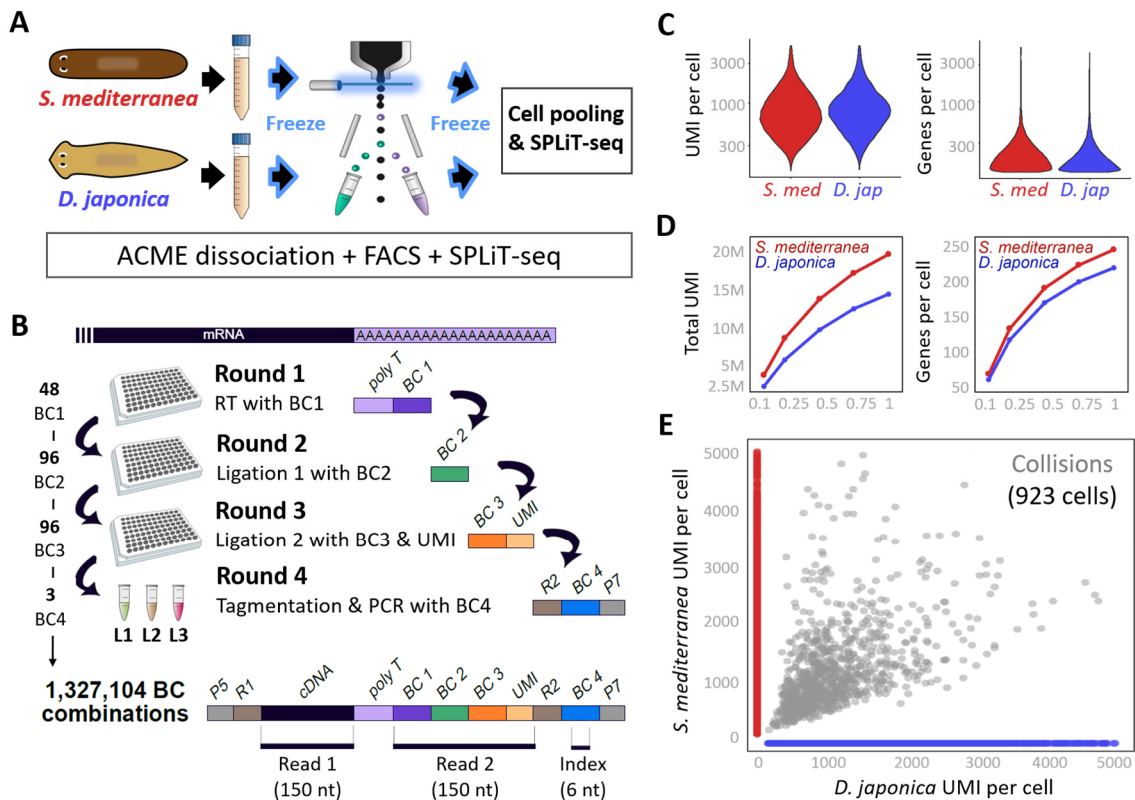 A
S. mediterranea
D. japonica
Freeze
Freeze
Cell pooling
& SPLiT-seq
ACME dissociation + FACS + SPLiT-seq
B
mRNA
AAAAAAAAAAAAAAAAAAAAA
48
BC1
96
BC2
96
BC3
3
BC4
L1 L2 L3
Round 1
RT with BC1
poly T
BC 1
Round 2
Ligation 1 with BC2
BC 2
Round 3
Ligation 2 with BC3 & UMI
BC 3
UMI
Round 4
Tagmentation & PCR with BC4
R2
BC 4
P7
1,327,104 BC
combinations
P5 R1 cDNA poly T BC 1 BC 2 BC 3 UMI R2 BC 4 P7
Read 1
(150 nt)
Read 2
(150 nt)
Index
(6 nt)
C
UMI per cell
3000
1000
300
S. med D. jap
Genes per cell
3000
1000
300
S. med D. jap
D
Total UMI
20M
15M
10M
5M
2.5M
S. mediterranea
D. japonica
0.1 0.25 0.5 0.75 1
Genes per cell
250
200
150
100
50
S. mediterranea
D. japonica
0.1 0.25 0.5 0.75 1
E
S. mediterranea UMI per cell
5000
4000
3000
2000
1000
0
Collisions
(923 cells)
0 1000 2000 3000 4000 5000
D. japonica UMI per cell